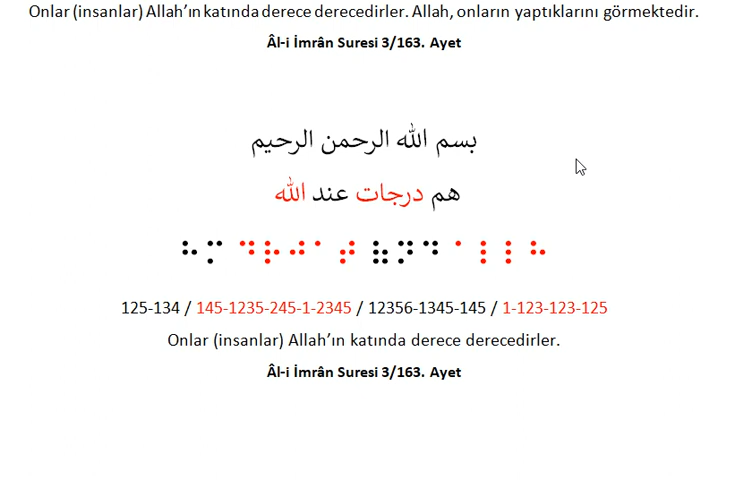 Onlar (insanlar) Allah’ın katında derece derecedirler. Allah, onların yaptıklarını görmektedir.
Âl-i İmrân Suresi 3/163. Ayet
بسم الله الرحمن الرحيم
هم درجات عند الله
⠓⠍ ⠙⠗⠚⠁⠞ ⠷⠝⠙ ⠁⠇⠇⠓
125-134 / 145-1235-245-1-2345 / 12356-1345-145 / 1-123-123-125
Onlar (insanlar) Allah’ın katında derece derecedirler.
Âl-i İmrân Suresi 3/163. Ayet